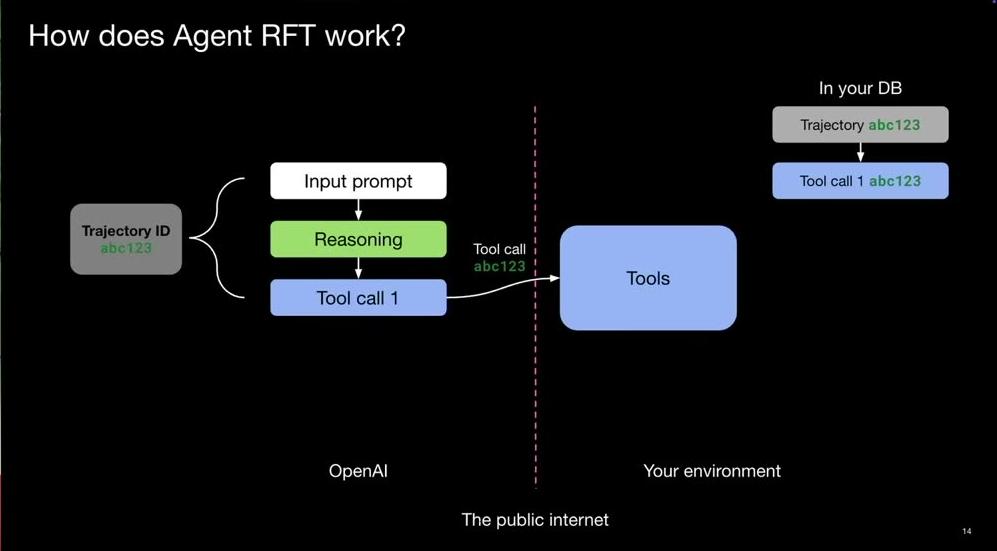 How does Agent RFT work?
In your DB
Trajectory abc123
Tool call 1 abc123
Input prompt
Trajectory ID
abc123
Reasoning
Tool call
abc123
Tool call 1
Tools
OpenAI
Your environment
The public internet
14